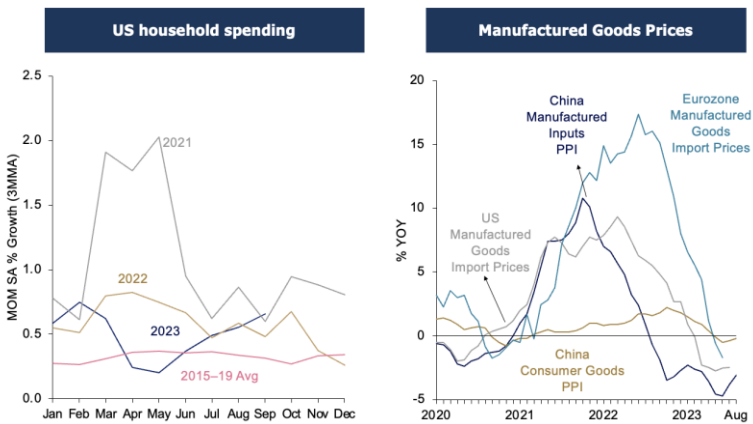 US household spending
MOM SA % Growth (3MMA)
2.5
2.0
1.5
1.0
0.5
0.0
2021
2022
2023
2015–19 Avg
Jan Feb Mar Apr May Jun Jul Aug Sep Oct Nov Dec
Manufactured Goods Prices
% YOY
20
15
10
5
0
-5
China
Manufactured
Inputs
PPI
Eurozone
Manufactured
Goods
Import Prices
US
Manufactured
Goods
Import Prices
China
Consumer Goods
PPI
2020 2021 2022 2023 Aug